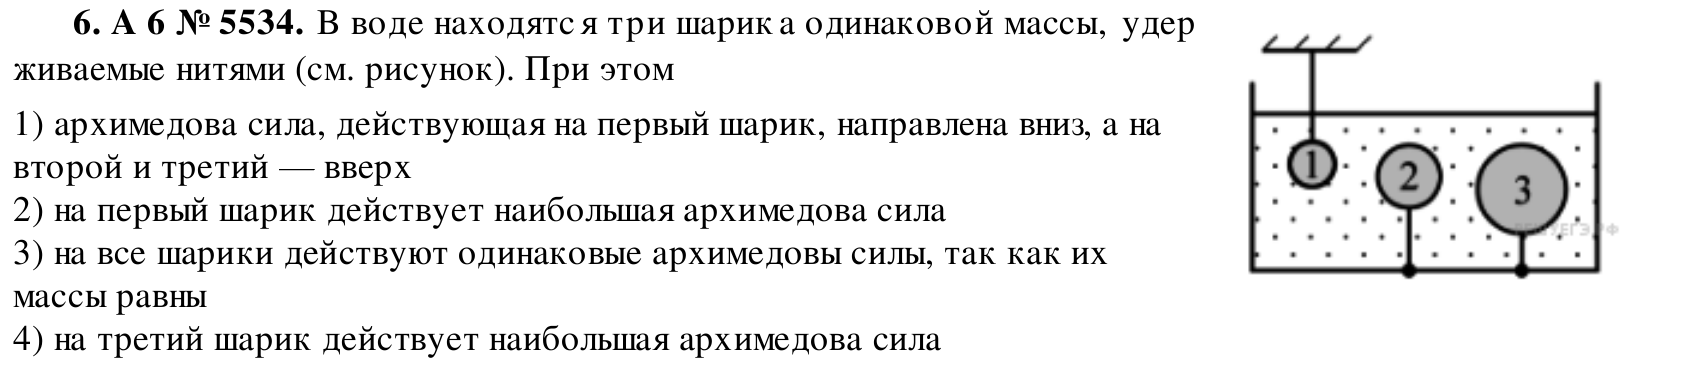 6. А 6 № 5534. В воде находятся три шарика одинаковой массы, удер
живаемые нитями (см. рисунок). При этом
1) архимедова сила, действующая на первый шарик, направлена вниз, а на
второй и третий — вверх
2) на первый шарик действует наибольшая архимедова сила
3) на все шарики действуют одинаковые архимедовы силы, так как их
массы равны
4) на третий шарик действует наибольшая архимедова сила
1
2
3